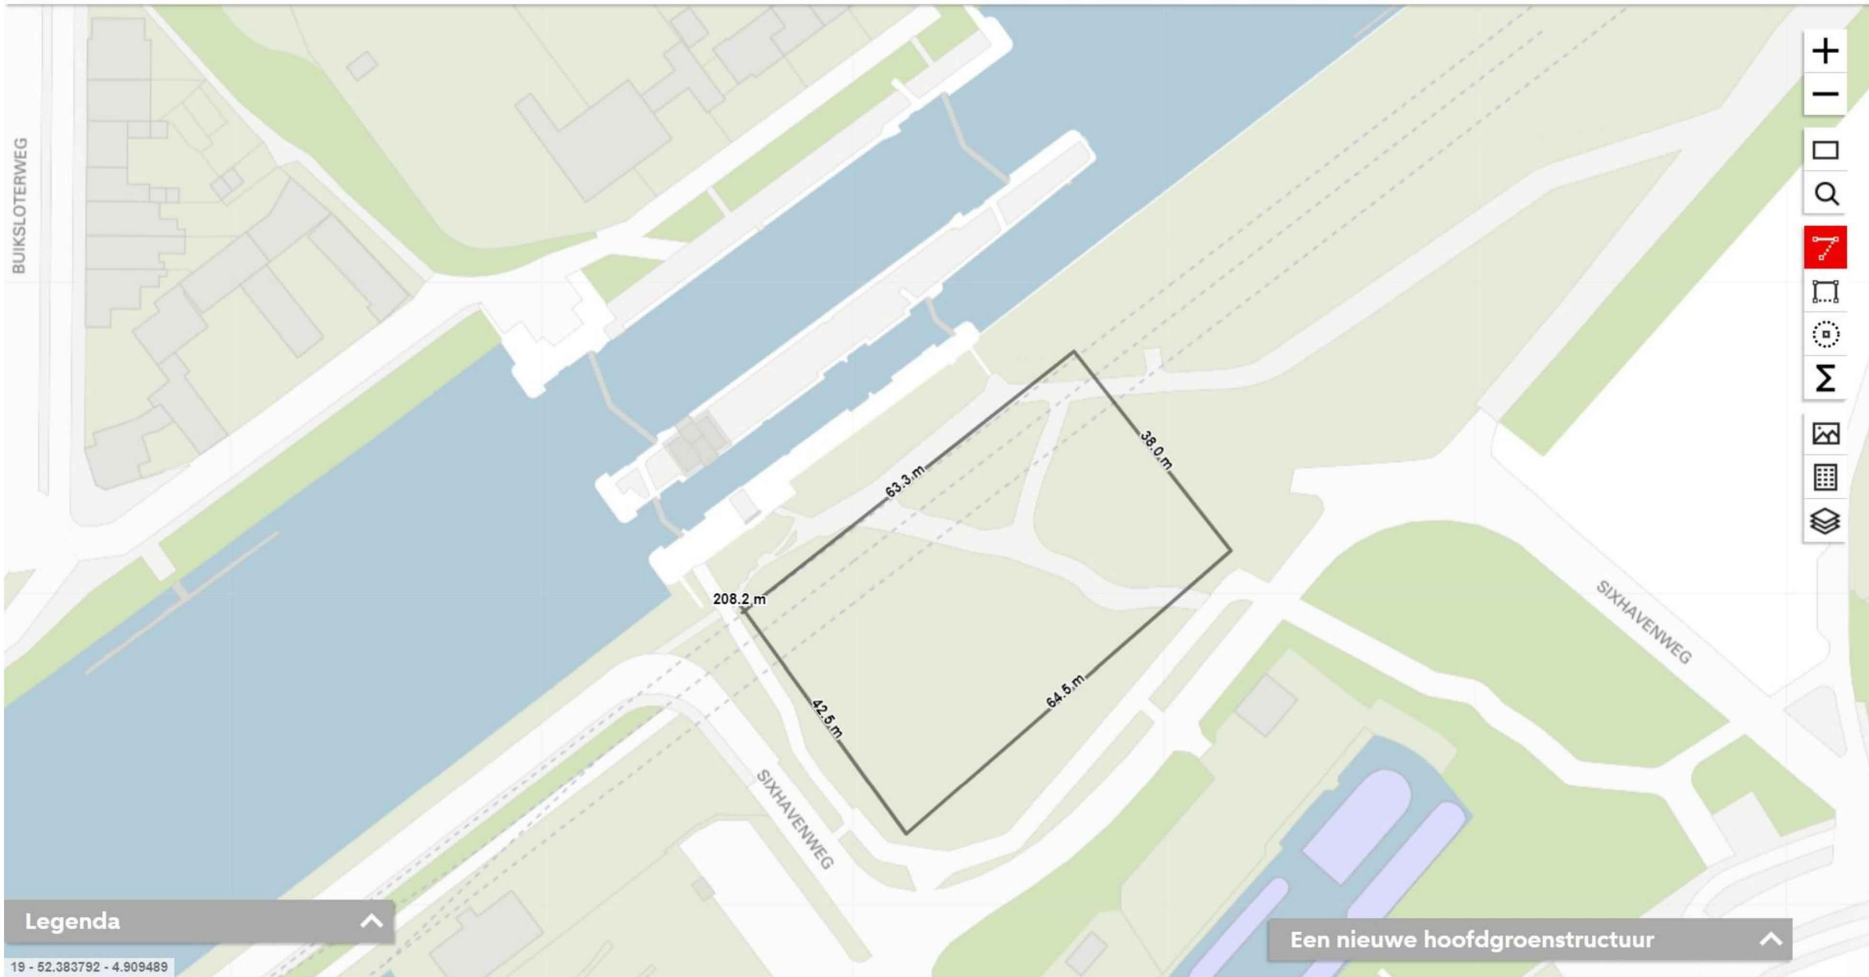 BUIKSLOTERWEG
38.0 m
63.3 m
208.2 m
SIXHAVENWEG
64.5 m
42.5 m
SIXHAVENWEG
Legenda
Een nieuwe hoofdgroenstructuur
19 - 52.383792 - 4.909489